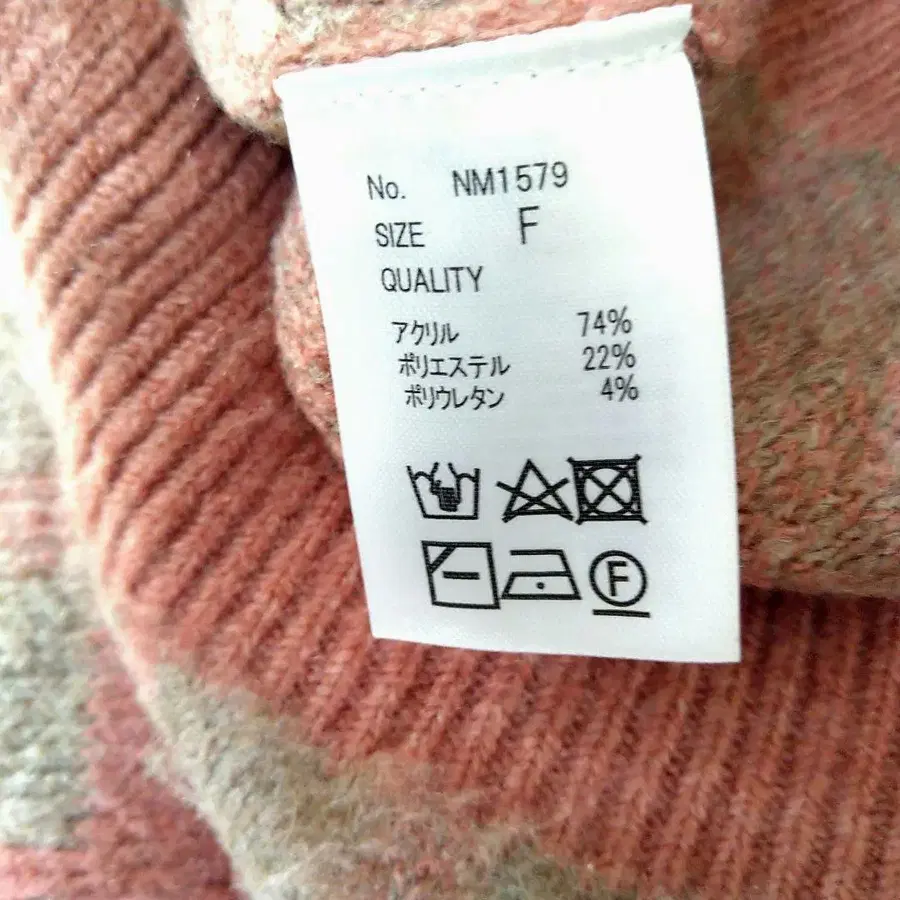 No. NM1579
SIZE F
QUALITY
アクリル 74%
ポリエステル 22%
ポリウレタン 4%
F